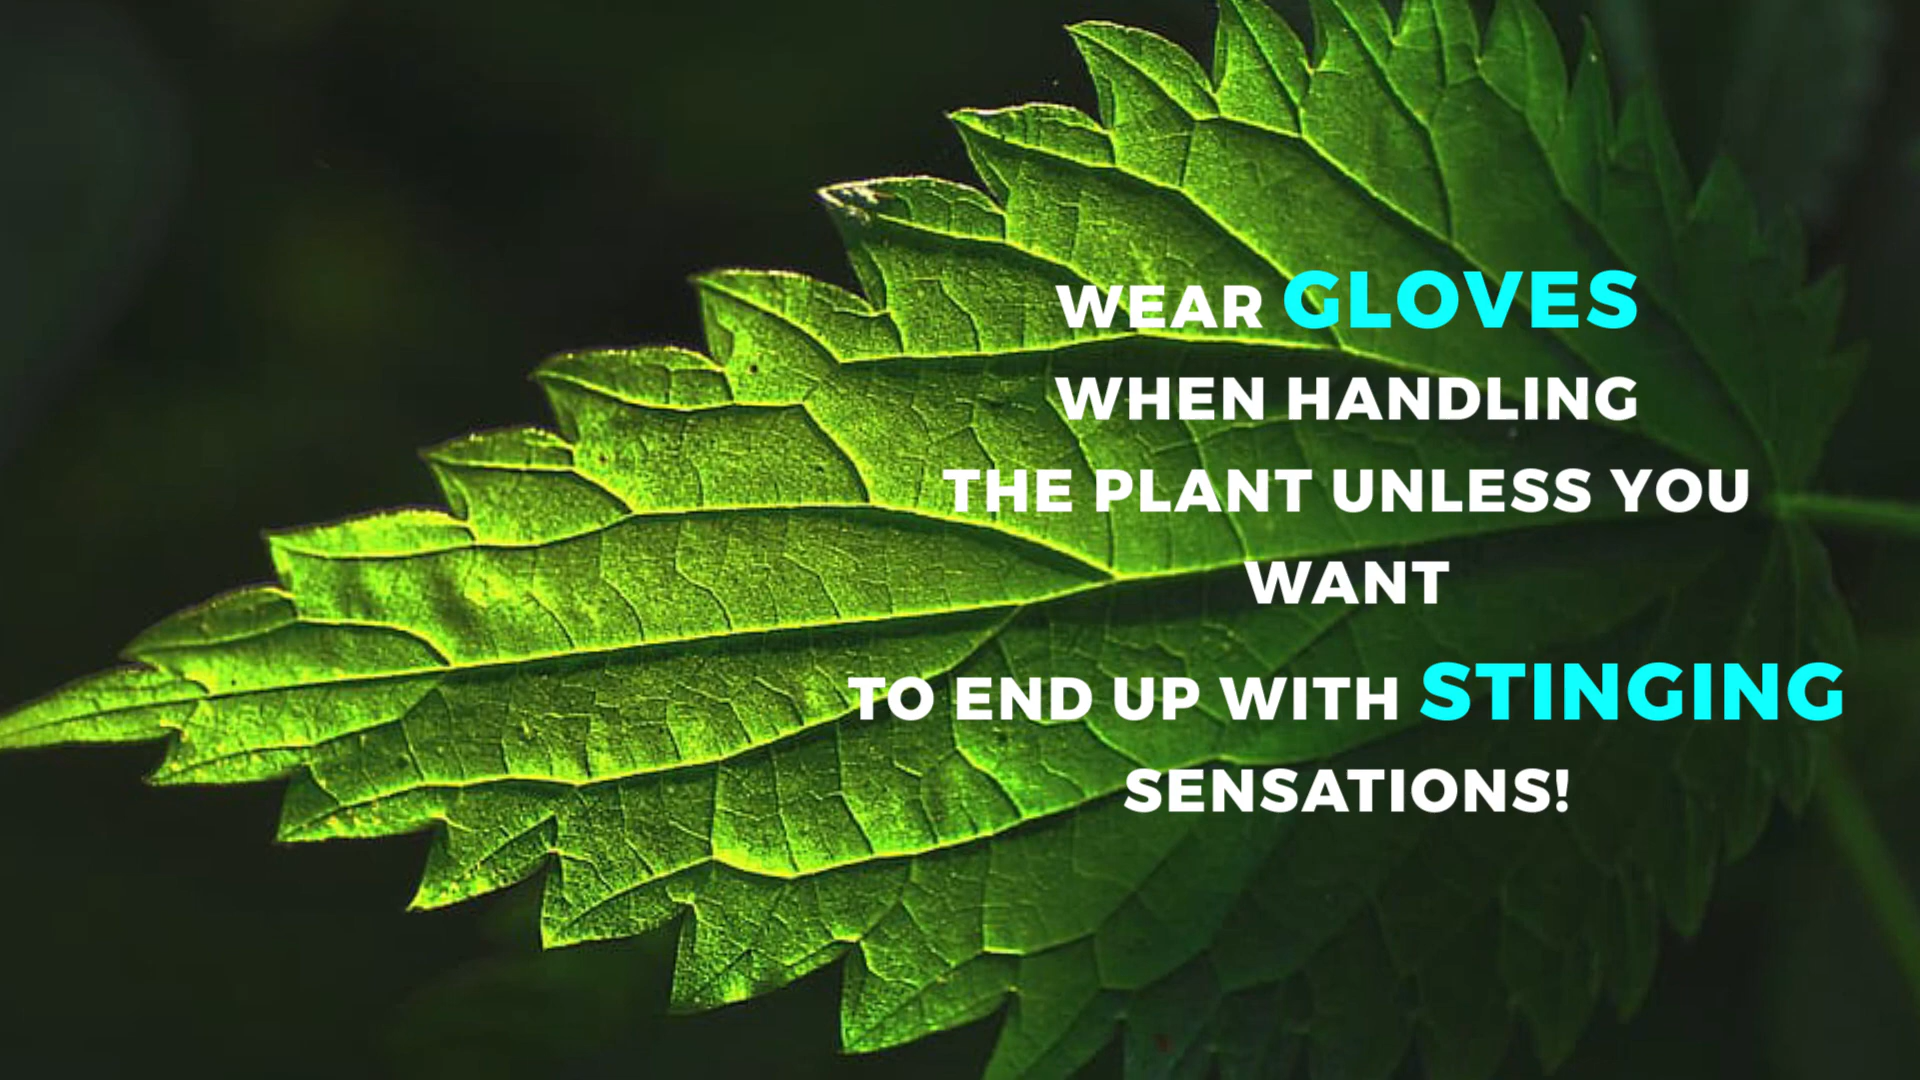 WEAR GLOVES
WHEN HANDLING
THE PLANT UNLESS YOU
WANT
TO END UP WITH STINGING
SENSATIONS!